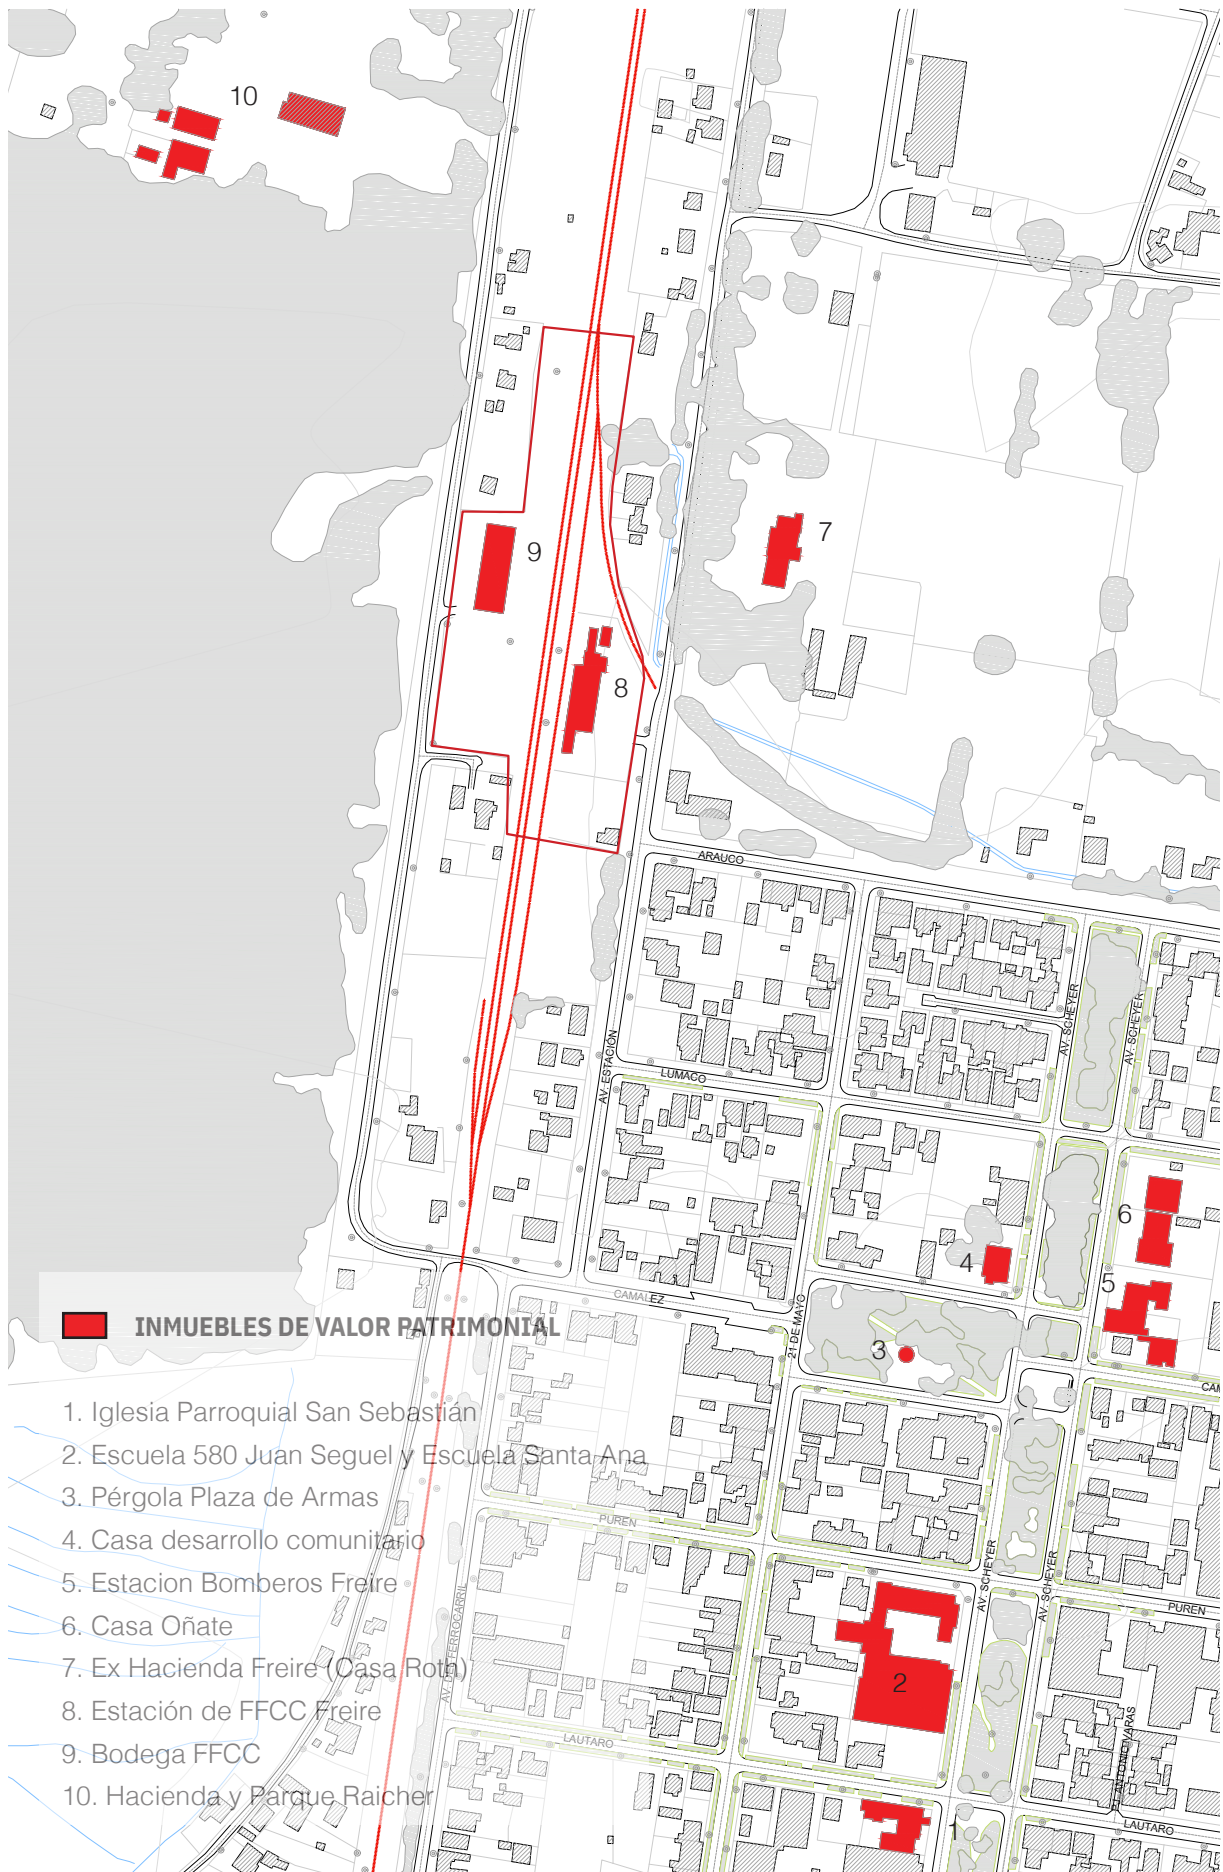 10
7
9
8
ARAUCO
AV. SCHEYER
AV. SCHEYER
AV. ESTACIÓN
LUMACO
6
4
5
CAMALEZ
21 DE MAYO
3
INMUEBLES DE VALOR PATRIMONIAL
1. Iglesia Parroquial San Sebastián
2. Escuela 580 Juan Seguel y Escuela Santa Ana
3. Pérgola Plaza de Armas
4. Casa desarrollo comunitario
5. Estacion Bomberos Freire
6. Casa Oñate
7. Ex Hacienda Freire (Casa Roth)
8. Estación de FFCC Freire
9. Bodega FFCC
10. Hacienda y Parque Raicher
CAM
PUREN
AV. SCHEYER
AV. SCHEYER
PUREN
AV. FERROCARRIL
2
LAUTARO
ANTONIO VARAS
LAUTARO
1